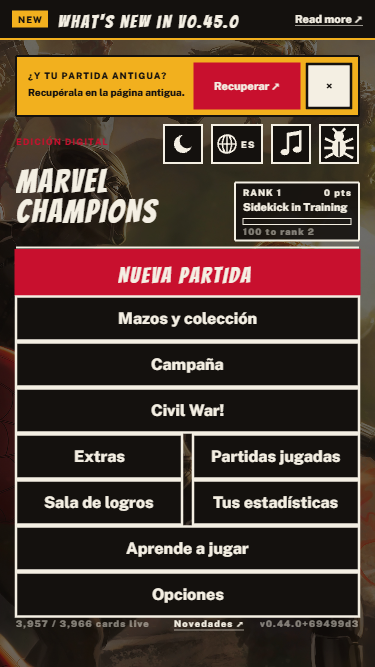 NEW WHAT'S NEW IN V0.45.0 Read more ↗
¿Y TU PARTIDA ANTIGUA?
Recupérala en la página antigua.
Recuperar ↗
×
EDICIÓN DIGITAL
ES
MARVEL
CHAMPIONS
RANK 1 0 pts
Sidekick in Training
100 to rank 2
NUEVA PARTIDA
Mazos y colección
Campaña
Civil War!
Extras Partidas jugadas
Sala de logros Tus estadísticas
Aprende a jugar
Opciones
3,957 / 3,966 cards live Novedades ↗ v0.44.0+69499d3